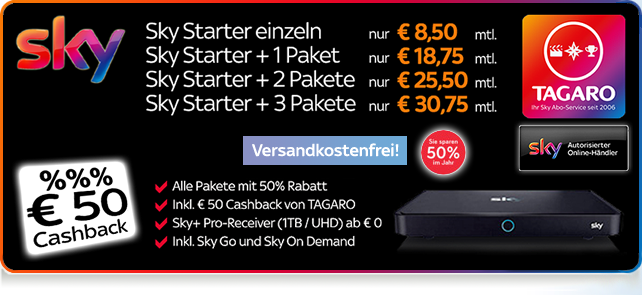 sky
Sky Starter einzeln nur € 8,50 mtl.
Sky Starter + 1 Paket nur € 18,75 mtl.
Sky Starter + 2 Pakete nur € 25,50 mtl.
Sky Starter + 3 Pakete nur € 30,75 mtl.
TAGARO
Ihr Sky Abo-Service seit 2006
Versandkostenfrei!
Sie sparen
50%
im Jahr
sky Autorisierter
Online-Händler
%%%
€ 50
Cashback
Alle Pakete mit 50% Rabatt
Inkl. € 50 Cashback von TAGARO
Sky+ Pro-Receiver (1TB / UHD) ab € 0
Inkl. Sky Go und Sky On Demand
sky
sky